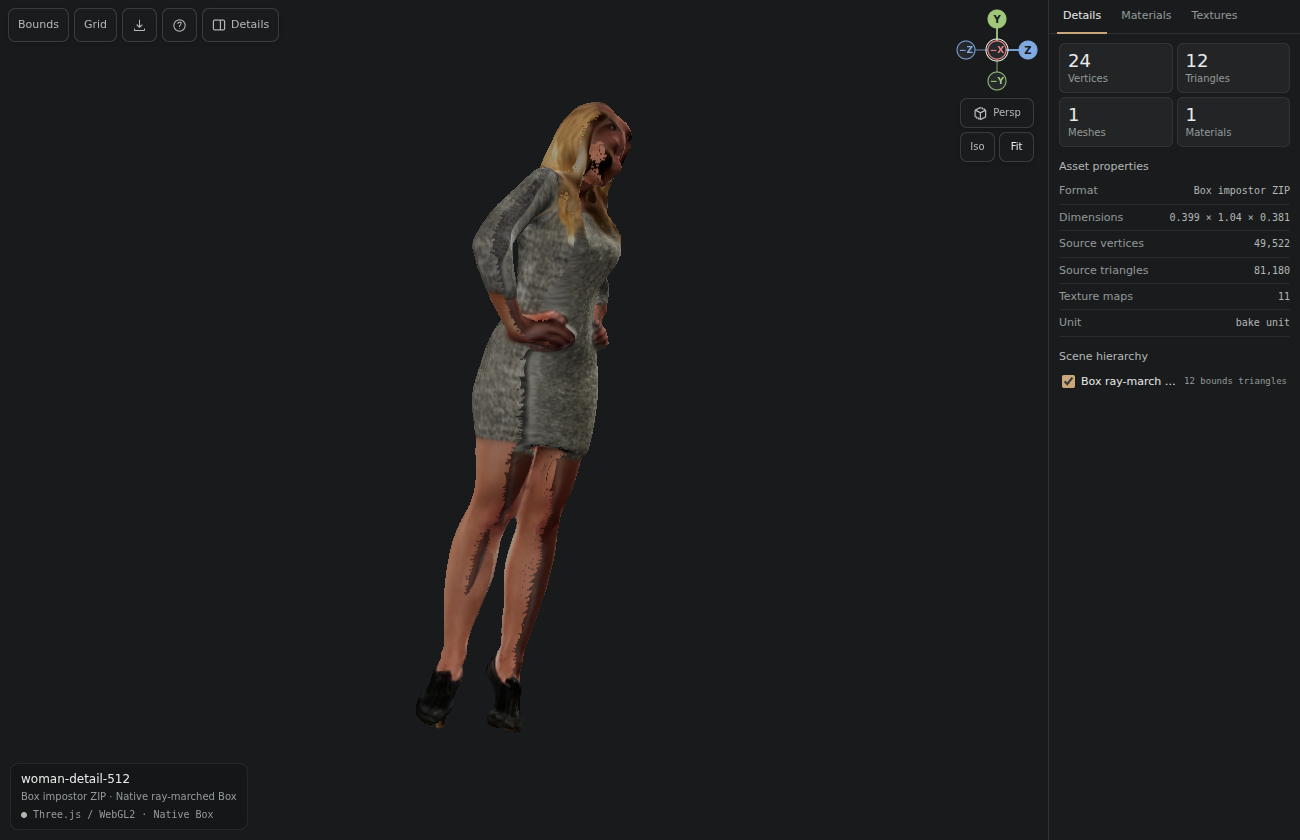 Bounds
Grid
Details
Y
−Z
−X
Z
−Y
Persp
Iso
Fit
Details
Materials
Textures
24
Vertices
12
Triangles
1
Meshes
1
Materials
Asset properties
Format
Box impostor ZIP
Dimensions
0.399 × 1.04 × 0.381
Source vertices
49,522
Source triangles
81,180
Texture maps
11
Unit
bake unit
Scene hierarchy
Box ray-march ...
12 bounds triangles
woman-detail-512
Box impostor ZIP · Native ray-marched Box
Three.js / WebGL2 · Native Box